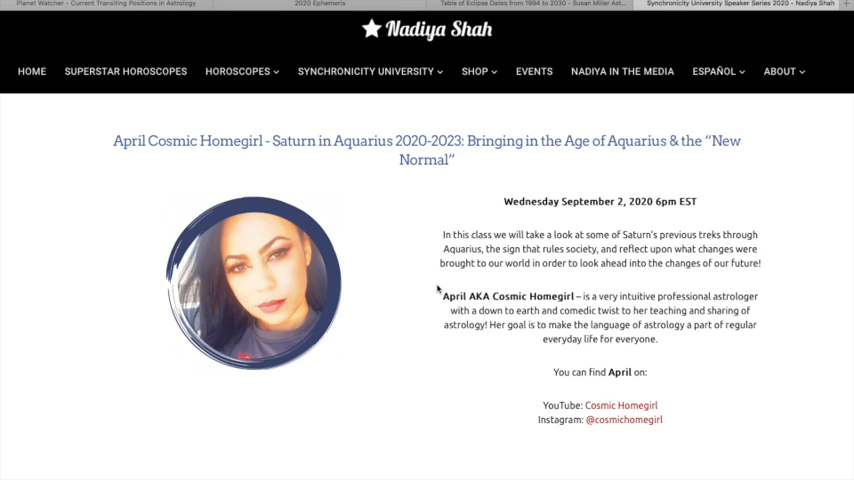 Planet Watcher - Current Transiting Positions in Astrology
2020 Ephemeris
Table of Eclipse Dates from 1994 to 2030 - Susan Miller Ast...
Synchronicity University Speaker Series 2020 - Nadiya Shah
Nadiya Shah
HOME
SUPERSTAR HOROSCOPES
HOROSCOPES
SYNCHRONICITY UNIVERSITY
SHOP
EVENTS
NADIYA IN THE MEDIA
ESPAÑOL
ABOUT
April Cosmic Homegirl - Saturn in Aquarius 2020-2023: Bringing in the Age of Aquarius & the “New
Normal”
Wednesday September 2, 2020 6pm EST
In this class we will take a look at some of Saturn’s previous treks through
Aquarius, the sign that rules society, and reflect upon what changes were
brought to our world in order to look ahead into the changes of our future!
April AKA Cosmic Homegirl – is a very intuitive professional astrologer
with a down to earth and comedic twist to her teaching and sharing of
astrology! Her goal is to make the language of astrology a part of regular
everyday life for everyone.
You can find April on:
YouTube: Cosmic Homegirl
Instagram: @cosmichomegirl